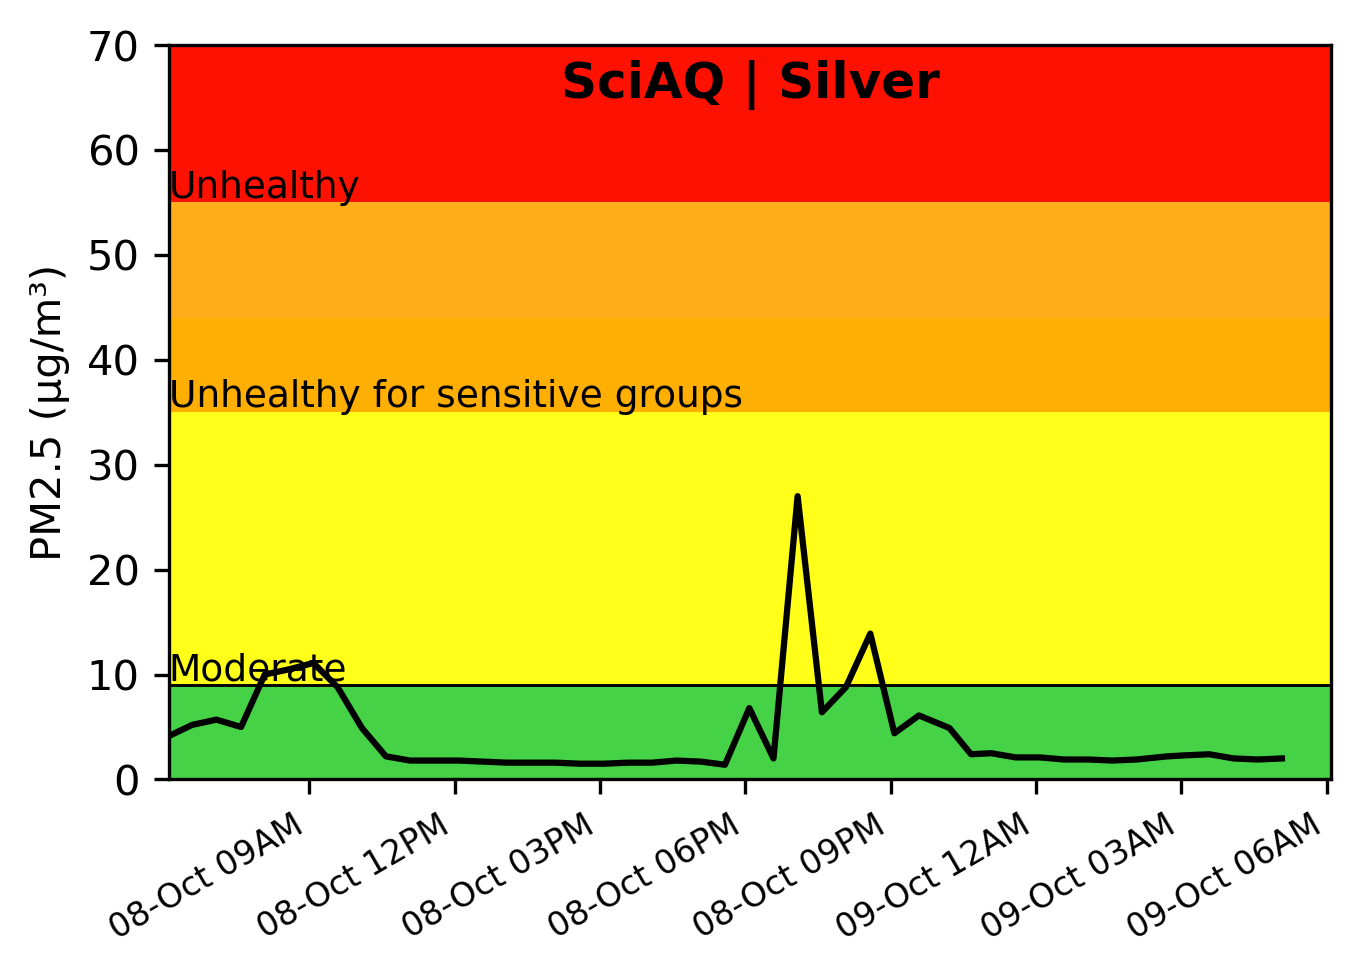 SciAQ | Silver
PM2.5 (µg/m³)
70
60
50
40
30
20
10
0
Unhealthy
Unhealthy for sensitive groups
Moderate
08-Oct 09AM
08-Oct 12PM
08-Oct 03PM
08-Oct 06PM
08-Oct 09PM
09-Oct 12AM
09-Oct 03AM
09-Oct 06AM